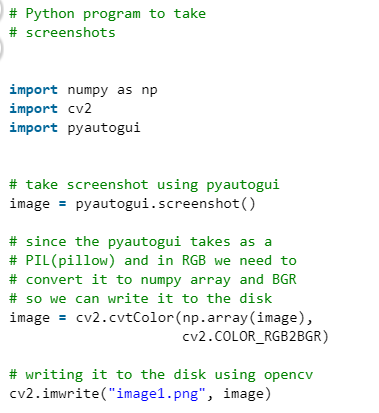 # Python program to take
# screenshots
import numpy as np
import cv2
import pyautogui
# take screenshot using pyautogui
image = pyautogui.screenshot()
# since the pyautogui takes as a
# PIL(pillow) and in RGB we need to
# convert it to numpy array and BGR
# so we can write it to the disk
image = cv2.cvtColor(np.array(image),
cv2.COLOR_RGB2BGR)
# writing it to the disk using opencv
cv2.imwrite("image1.png", image)